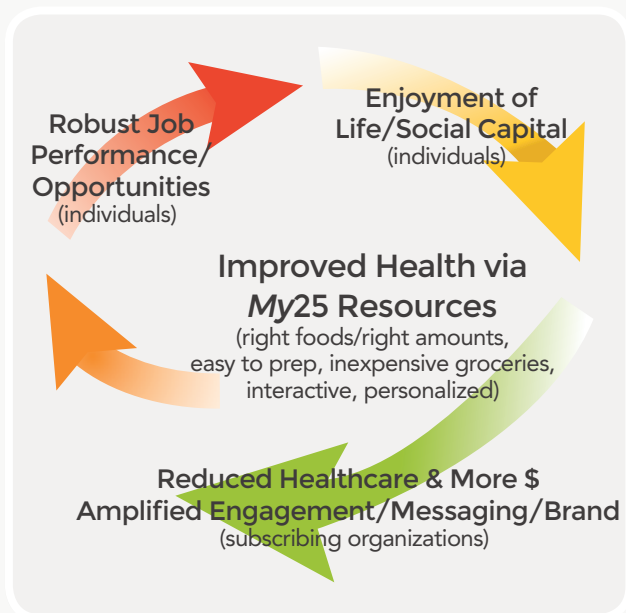 Robust Job
Performance/
Opportunities
(individuals)
Enjoyment of
Life/Social Capital
(individuals)
Improved Health via
My25 Resources
(right foods/right amounts,
easy to prep, inexpensive groceries,
interactive, personalized)
Reduced Healthcare & More $
Amplified Engagement/Messaging/Brand
(subscribing organizations)